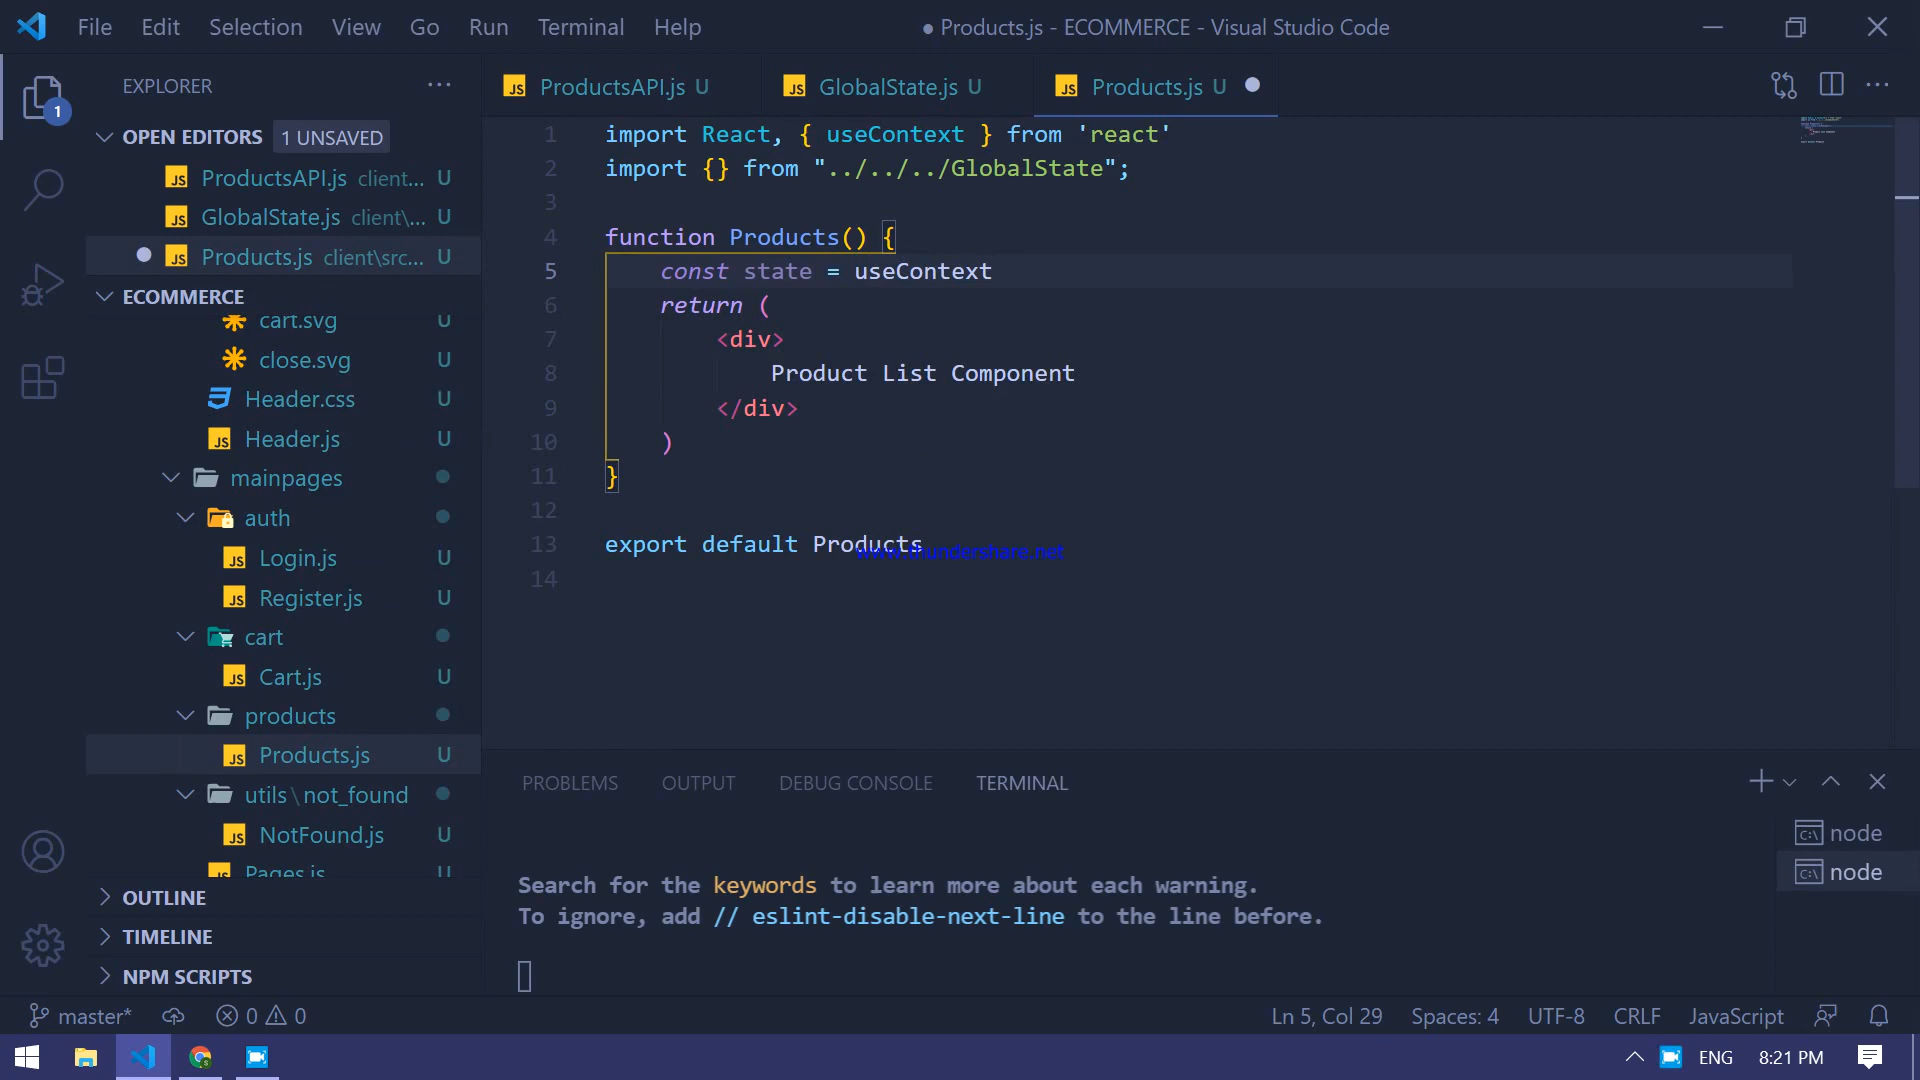 File Edit Selection View Go Run Terminal Help
● Products.js - ECOMMERCE - Visual Studio Code
EXPLORER
ProductsAPI.js U
GlobalState.js U
Products.js U
1
OPEN EDITORS 1 UNSAVED
ProductsAPI.js client... U
GlobalState.js client\... U
Products.js client\src... U
ECOMMERCE
cart.svg U
close.svg U
Header.css U
Header.js U
mainpages
auth
Login.js U
Register.js U
cart
Cart.js U
products
Products.js U
utils\not_found
NotFound.js U
Pages.js U
OUTLINE
TIMELINE
NPM SCRIPTS
1 import React, { useContext } from 'react'
2 import {} from "../../../GlobalState";
3
4 function Products() {
5 const state = useContext
6 return (
7 <div>
8 Product List Component
9 </div>
10 )
11 }
12
13 export default Products
14
www.thundershare.net
PROBLEMS OUTPUT DEBUG CONSOLE TERMINAL
node
node
Search for the keywords to learn more about each warning.
To ignore, add // eslint-disable-next-line to the line before.
master* 0 0
Ln 5, Col 29 Spaces: 4 UTF-8 CRLF JavaScript
ENG 8:21 PM